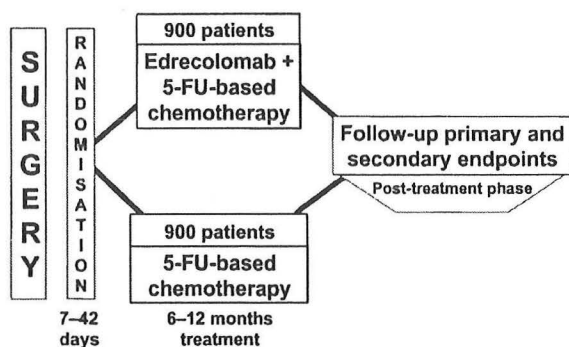 SURGERY
RANDOMISATION
900 patients
Edrecolomab +
5-FU-based
chemotherapy
900 patients
5-FU-based
chemotherapy
Follow-up primary and
secondary endpoints
Post-treatment phase
7–42
days
6–12 months
treatment